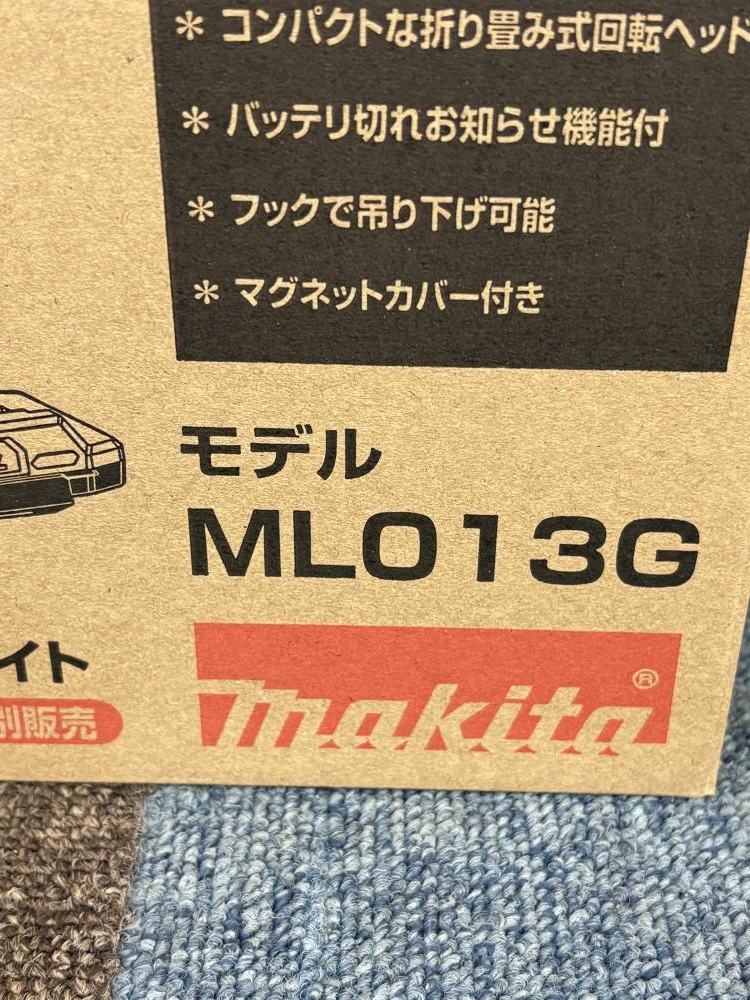 * コンパクトな折り畳み式回転ヘッド
* バッテリ切れお知らせ機能付
* フックで吊り下げ可能
* マグネットカバー付き
モデル
ML013G
イト
別販売
makita®